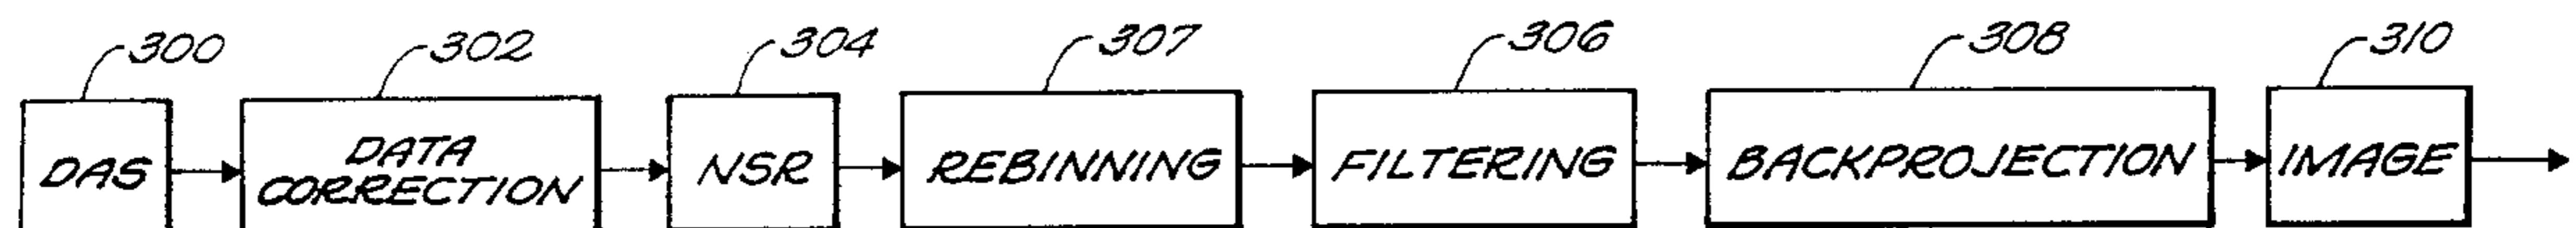 300 302 304 307 306 308 310
DAS DATA CORRECTION NSR REBINNING FILTERING BACKPROJECTION IMAGE